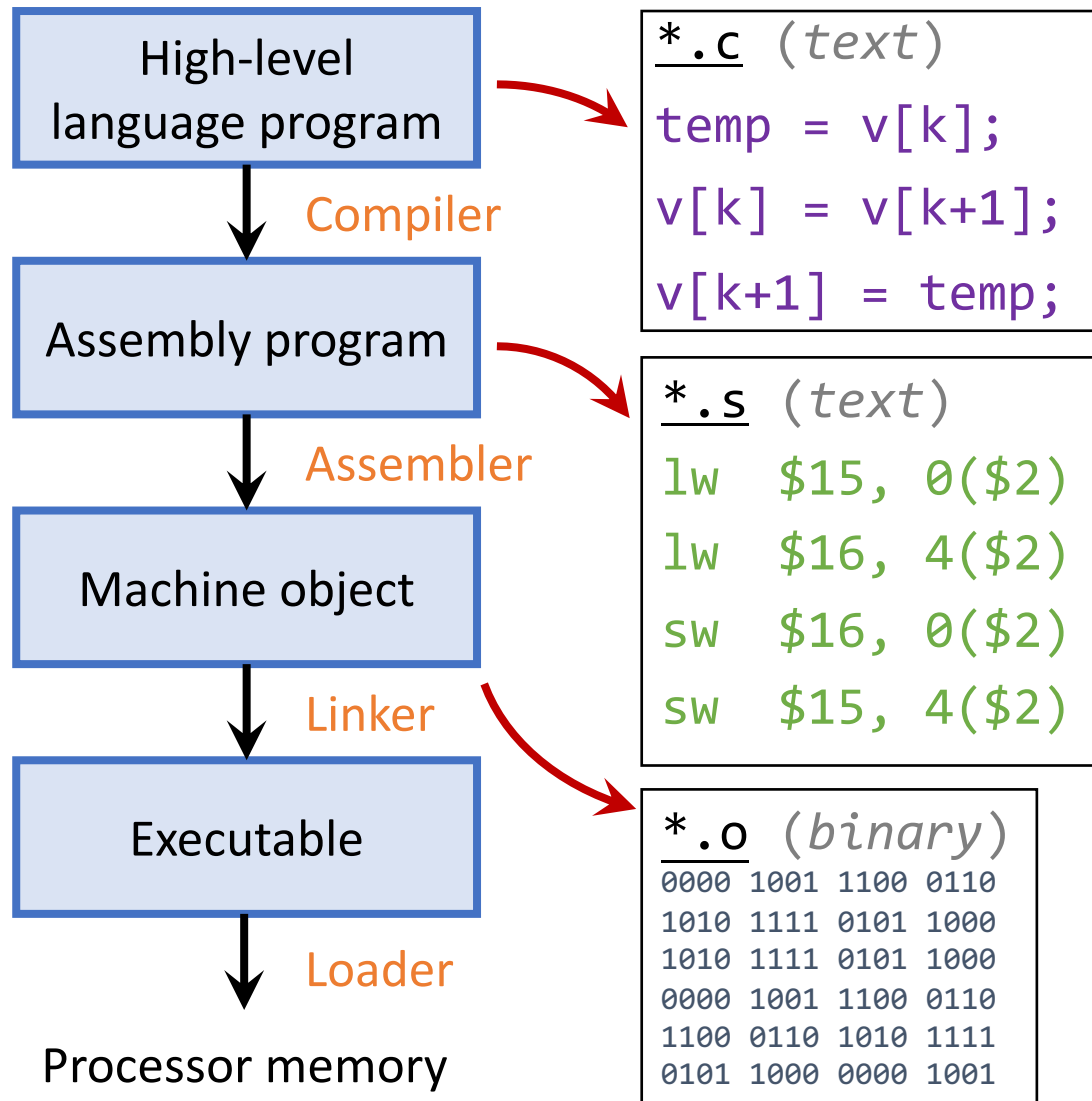 High-level
language program
Compiler
Assembly program
Assembler
Machine object
Linker
Executable
Loader
Processor memory
*.c (text)
temp = v[k];
v[k] = v[k+1];
v[k+1] = temp;
*.s (text)
lw  $15, 0($2)
lw  $16, 4($2)
sw  $16, 0($2)
sw  $15, 4($2)
*.o (binary)
0000 1001 1100 0110
1010 1111 0101 1000
1010 1111 0101 1000
0000 1001 1100 0110
1100 0110 1010 1111
0101 1000 0000 1001